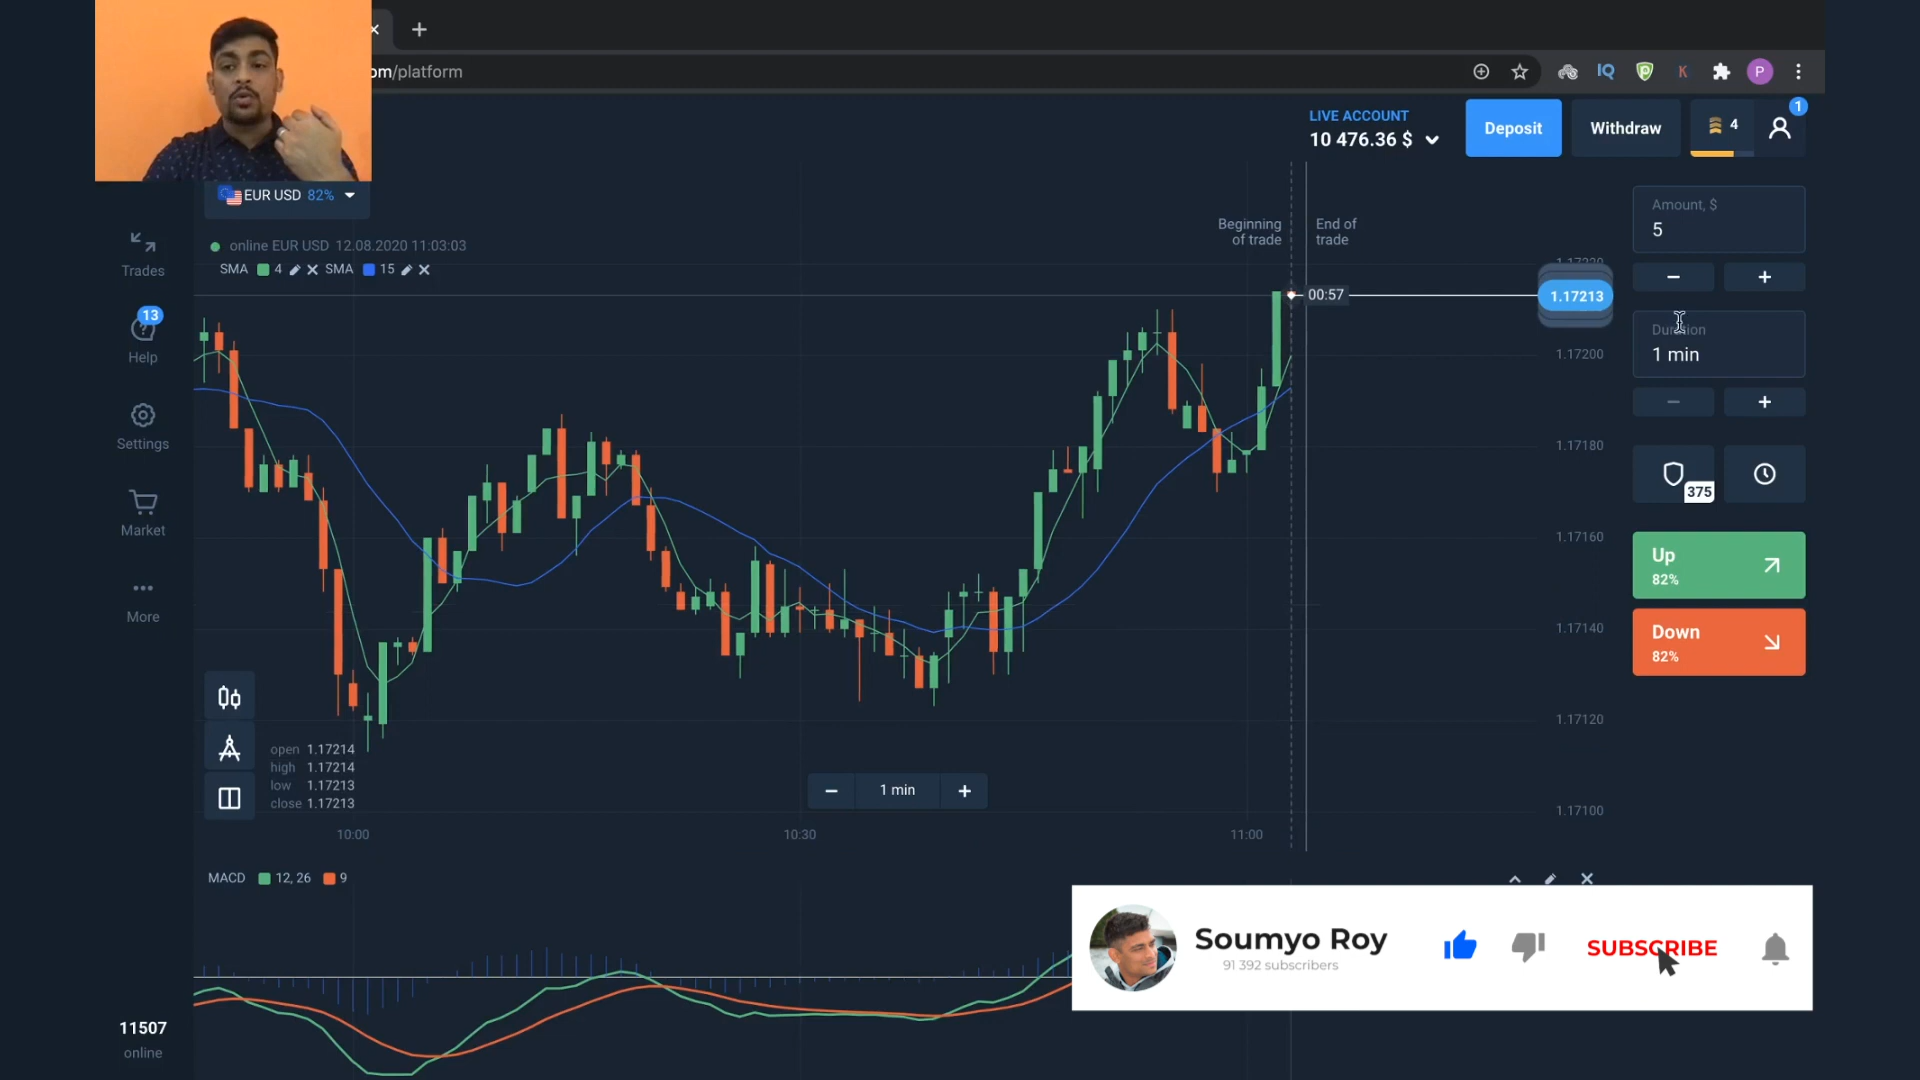 om/platform
IQ
K
P
LIVE ACCOUNT
10 476.36 $
Deposit
Withdraw
4
1
EUR USD 82%
online EUR USD 12.08.2020 11:03:03
SMA 4 SMA 15
Beginning
of trade
End of
trade
Amount, $
5
1.17220
00:57
1.17213
Duration
1 min
1.17200
1.17180
1.17160
1.17140
1.17120
1.17100
375
Up
82%
Down
82%
Trades
13
Help
Settings
Market
More
open 1.17214
high 1.17214
low 1.17213
close 1.17213
1 min
10:00
10:30
11:00
MACD 12, 26 9
Soumyo Roy
91 392 subscribers
SUBSCRIBE
11507
online